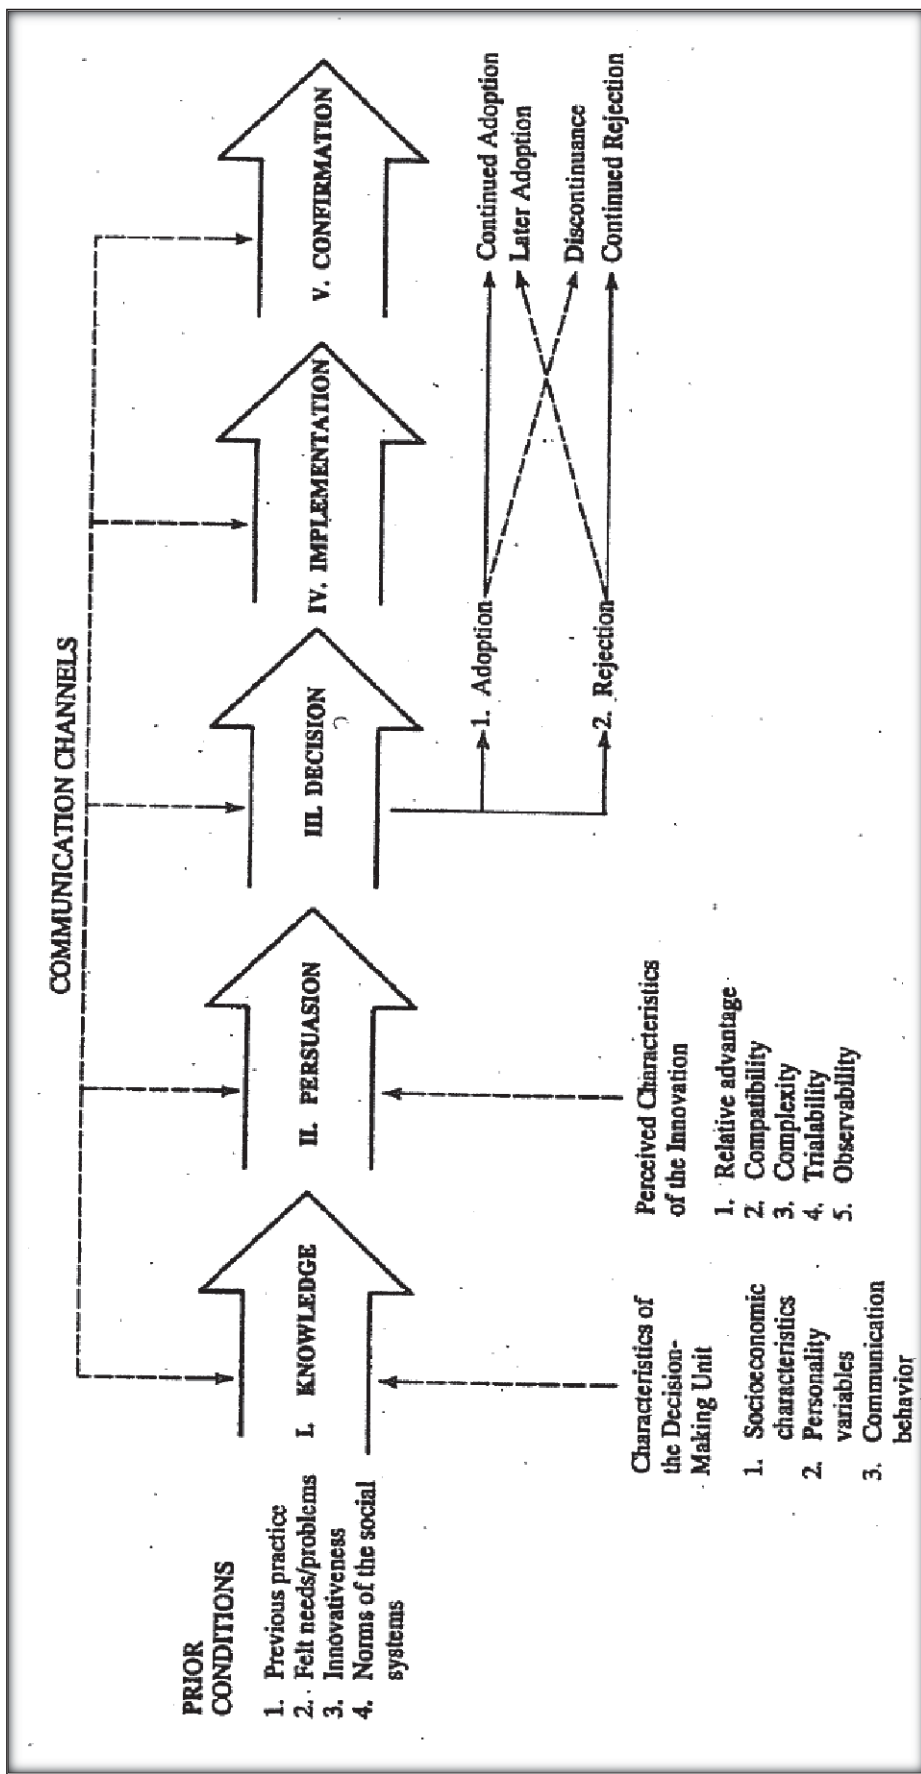 COMMUNICATION CHANNELS
PRIOR
CONDITIONS
1. Previous practice
2. Felt needs/problems
3. Innovativeness
4. Norms of the social
systems
I. KNOWLEDGE
II. PERSUASION
III. DECISION
IV. IMPLEMENTATION
V. CONFIRMATION
Characteristics of
the Decision-
Making Unit
1. Socioeconomic
characteristics
2. Personality
variables
3. Communication
behavior
Perceived Characteristics
of the Innovation
1. Relative advantage
2. Compatibility
3. Complexity
4. Trialability
5. Observability
1. Adoption
2. Rejection
Continued Adoption
Later Adoption
Discontinuance
Continued Rejection